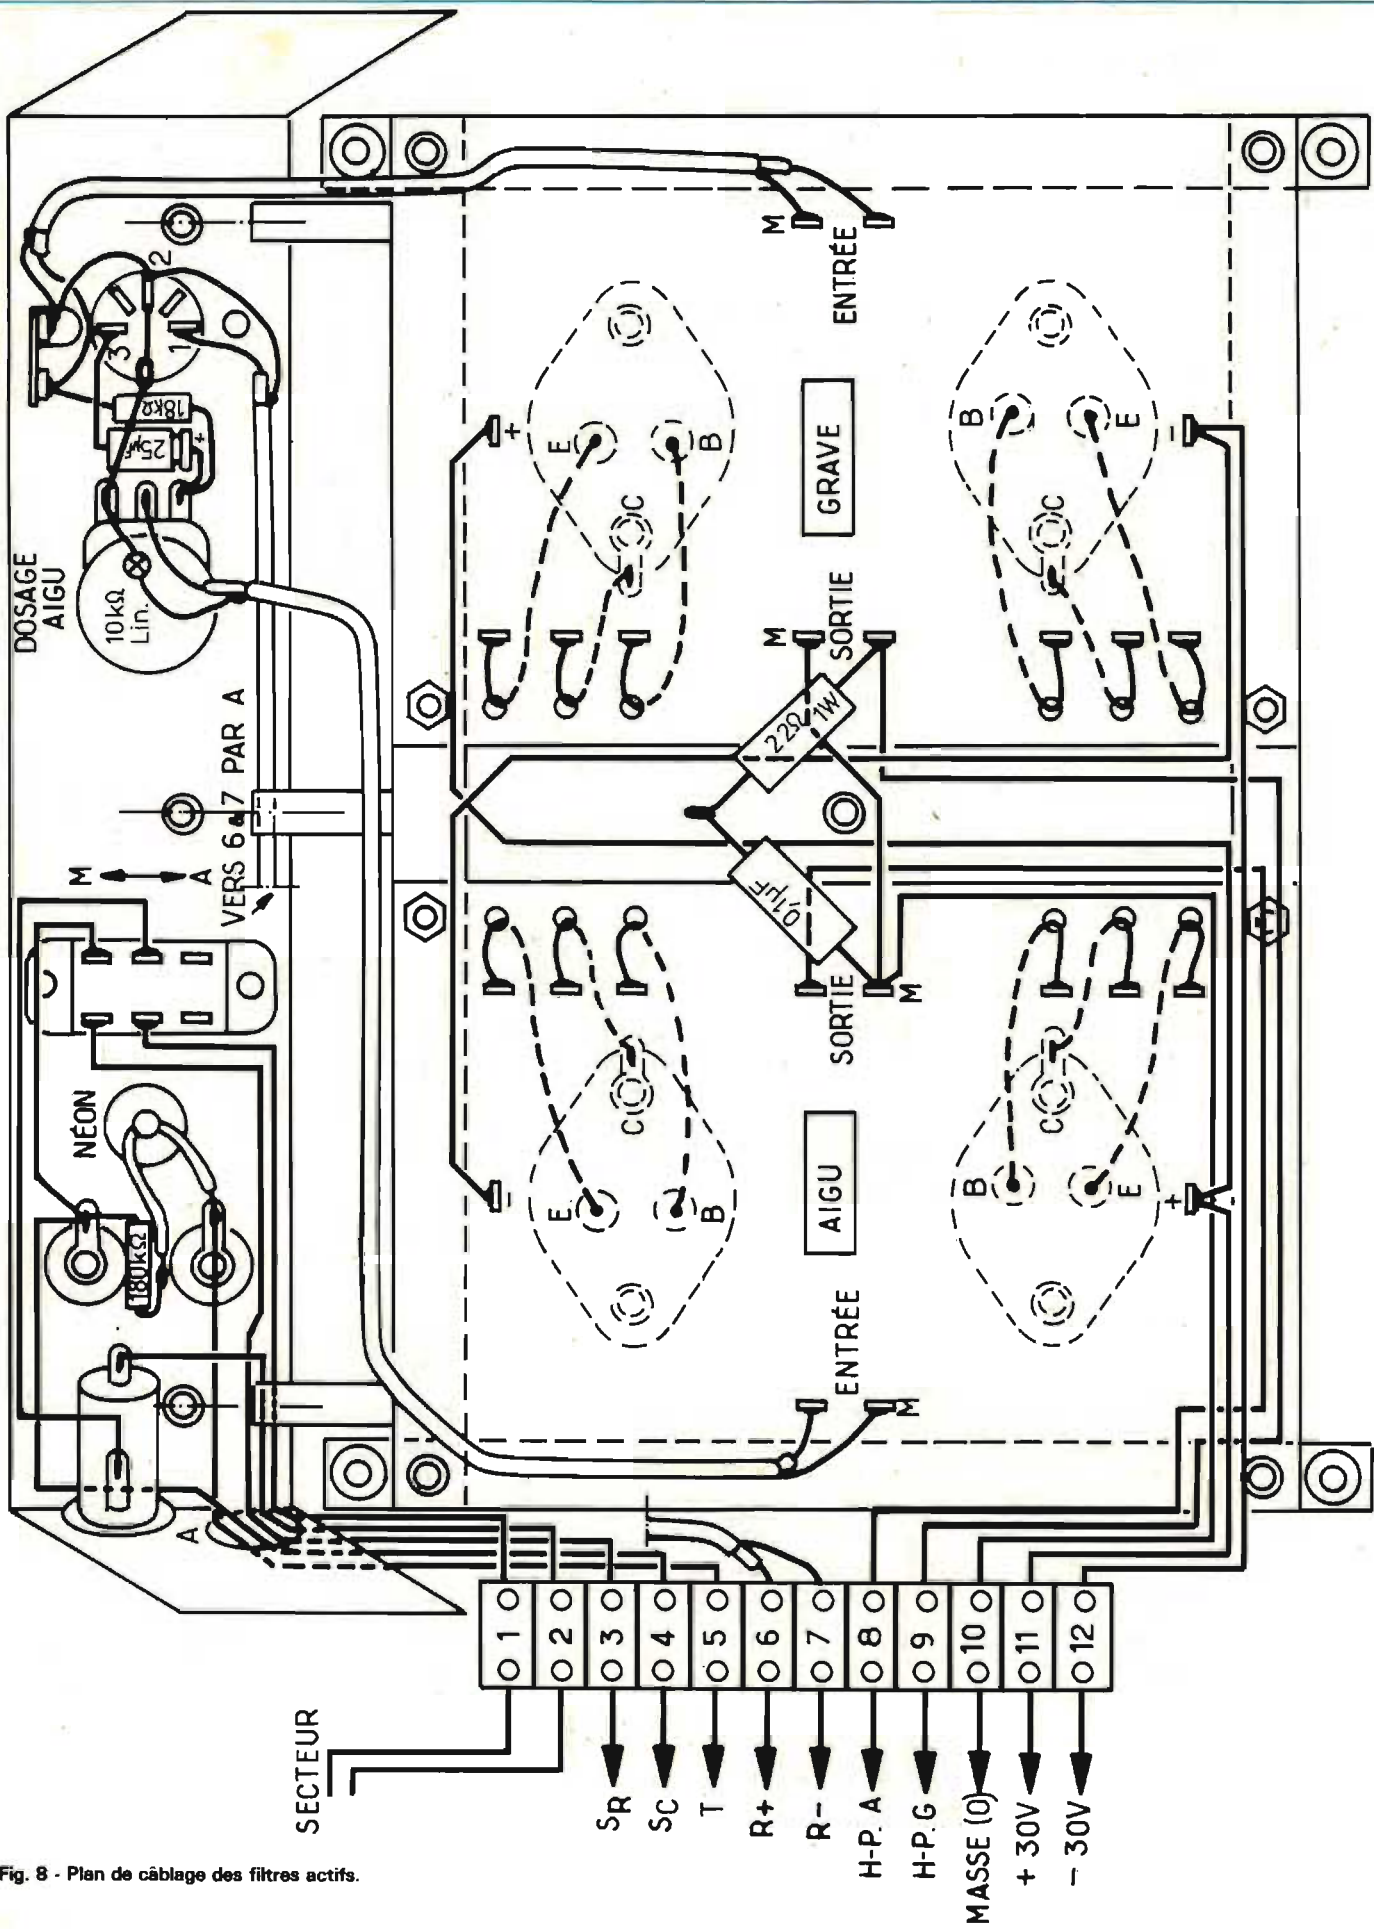 DOSAGE
AIGU
10kΩ
Lin.
25µF
+
18kΩ
3
2
1
M
ENTRÉE
+
E
B
C
GRAVE
B
E
C
–
M
SORTIE
22Ω 1W
0,1µF
VERS 6 & 7 PAR A
M
A
NÉON
180kΩ
A
SORTIE
M
C
E
B
–
AIGU
C
B
E
+
ENTRÉE
M
1
2
3
4
5
6
7
8
9
10
11
12
SECTEUR
SR
SC
T
R+
R–
H-P. A
H-P. G
MASSE (0)
+ 30V
– 30V
Fig. 8 - Plan de câblage des filtres actifs.